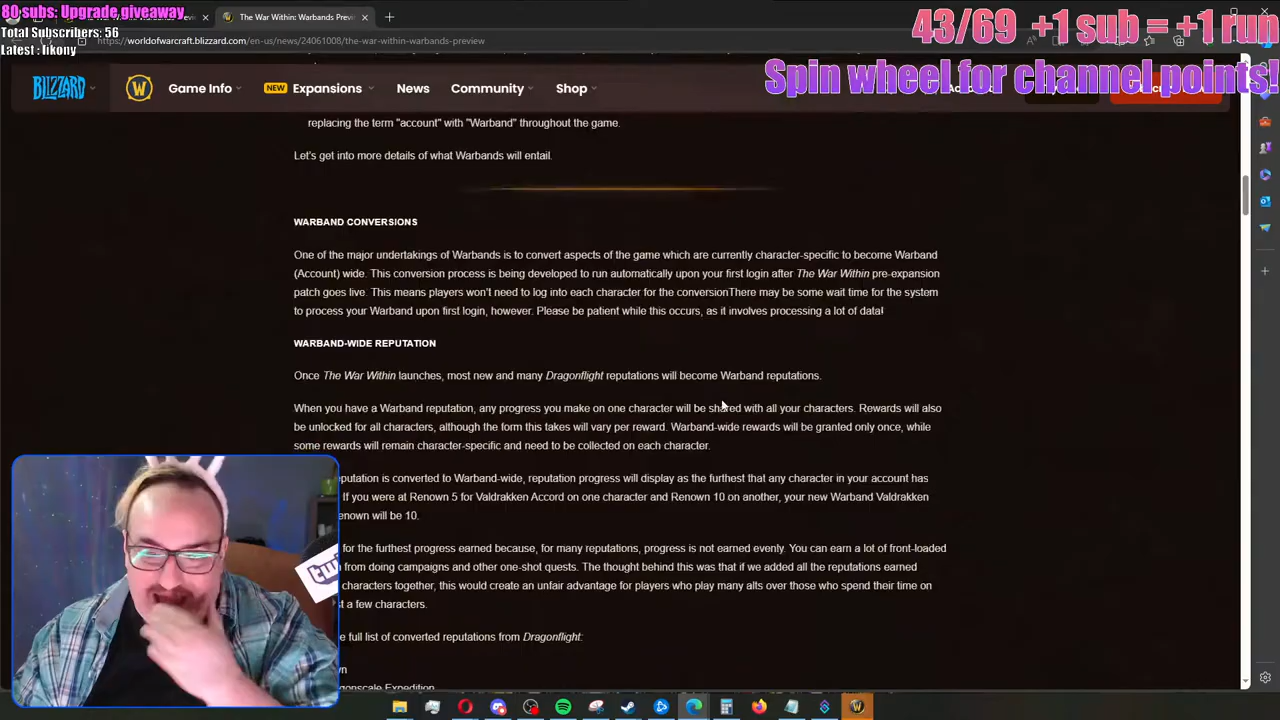 80 subs: Upgrade giveaway
Total Subscribers: 56
Latest : likony
The War Within: Warbands Prev
43/69 +1 sub = +1 run
https://worldofwarcraft.blizzard.com/en-us/news/24061008/the-war-within-warbands-preview
Spin wheel for channel points!
BLIZZARD
W
Game Info
NEW
Expansions
News
Community
Shop
replacing the term "account" with "Warband" throughout the game.
Let's get into more details of what Warbands will entail.
WARBAND CONVERSIONS
One of the major undertakings of Warbands is to convert aspects of the game which are currently character-specific to become Warband
(Account) wide. This conversion process is being developed to run automatically upon your first login after The War Within pre-expansion
patch goes live. This means players won't need to log into each character for the conversionThere may be some wait time for the system
to process your Warband upon first login, however. Please be patient while this occurs, as it involves processing a lot of data!
WARBAND-WIDE REPUTATION
Once The War Within launches, most new and many Dragonflight reputations will become Warband reputations.
When you have a Warband reputation, any progress you make on one character will be shared with all your characters. Rewards will also
be unlocked for all characters, although the form this takes will vary per reward. Warband-wide rewards will be granted only once, while
some rewards will remain character-specific and need to be collected on each character.
eputation is converted to Warband-wide, reputation progress will display as the furthest that any character in your account has
If you were at Renown 5 for Valdrakken Accord on one character and Renown 10 on another, your new Warband Valdrakken
enown will be 10.
for the furthest progress earned because, for many reputations, progress is not earned evenly. You can earn a lot of front-loaded
from doing campaigns and other one-shot quests. The thought behind this was that if we added all the reputations earned
characters together, this would create an unfair advantage for players who play many alts over those who spend their time on
t a few characters.
e full list of converted reputations from Dragonflight:
wn
gonscale Expedition